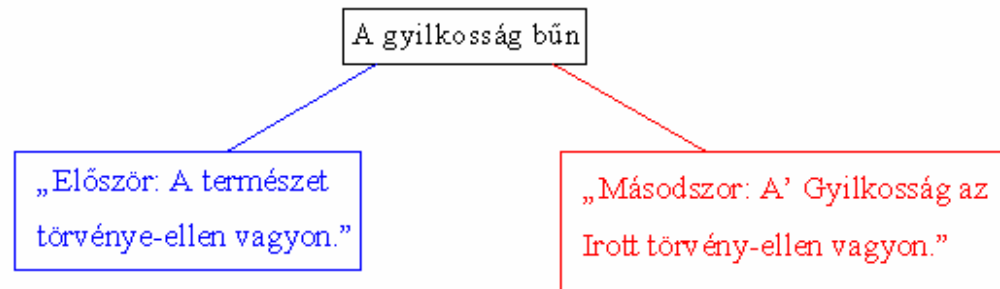 A gyilkosság bűn
„Először: A természet
törvénye-ellen vagyon.”
„Másodszor: A’ Gyilkosság az
Irott törvény-ellen vagyon.”